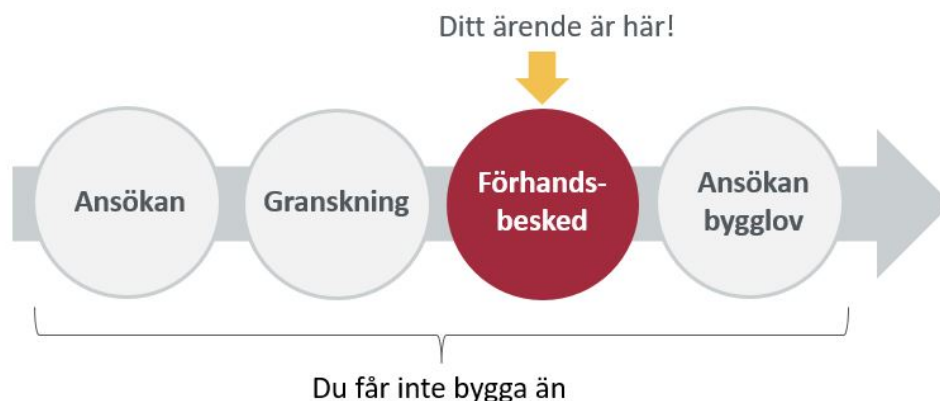 Ditt ärende är här!
Ansökan
Granskning
Förhands-
besked
Ansökan
bygglov
Du får inte bygga än